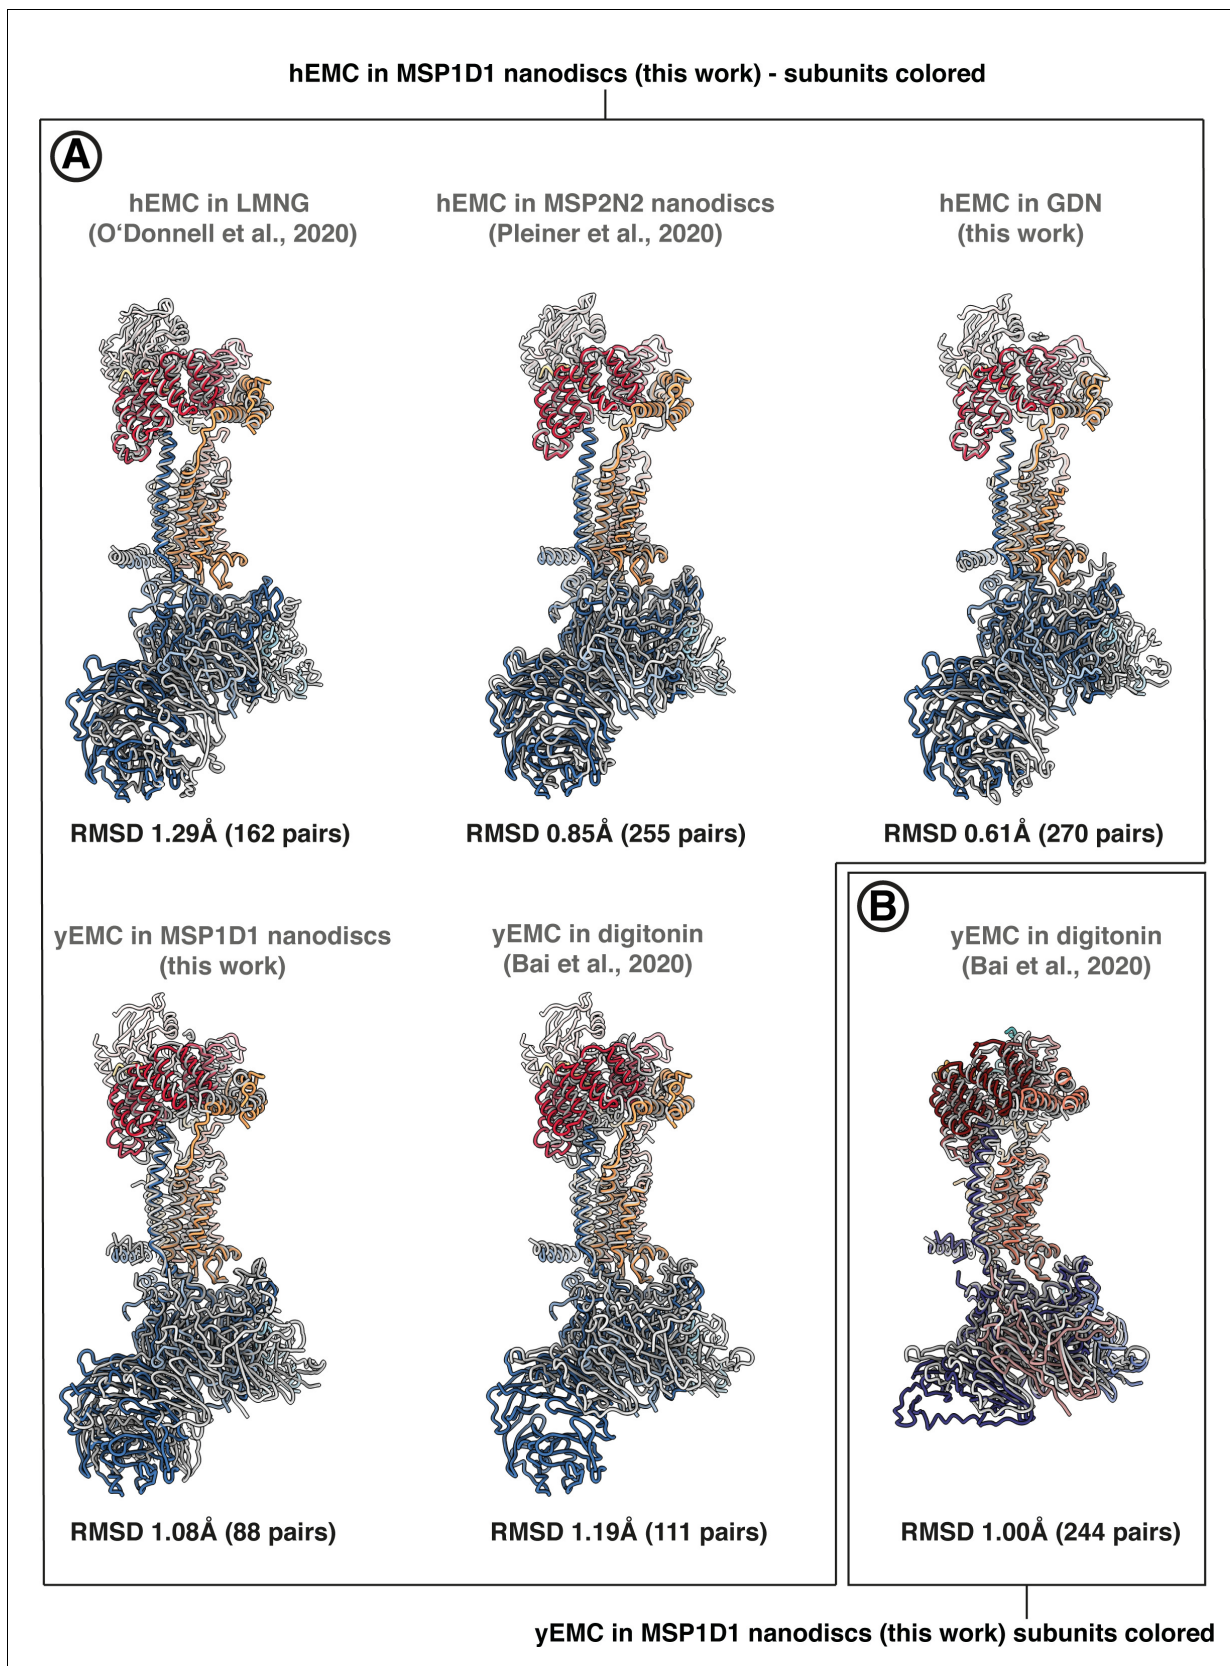 hEMC in MSP1D1 nanodiscs (this work) - subunits colored
A
hEMC in LMNG
(O‘Donnell et al., 2020)
hEMC in MSP2N2 nanodiscs
(Pleiner et al., 2020)
hEMC in GDN
(this work)
RMSD 1.29Å (162 pairs)
RMSD 0.85Å (255 pairs)
RMSD 0.61Å (270 pairs)
yEMC in MSP1D1 nanodiscs
(this work)
yEMC in digitonin
(Bai et al., 2020)
B
yEMC in digitonin
(Bai et al., 2020)
RMSD 1.08Å (88 pairs)
RMSD 1.19Å (111 pairs)
RMSD 1.00Å (244 pairs)
yEMC in MSP1D1 nanodiscs (this work) subunits colored